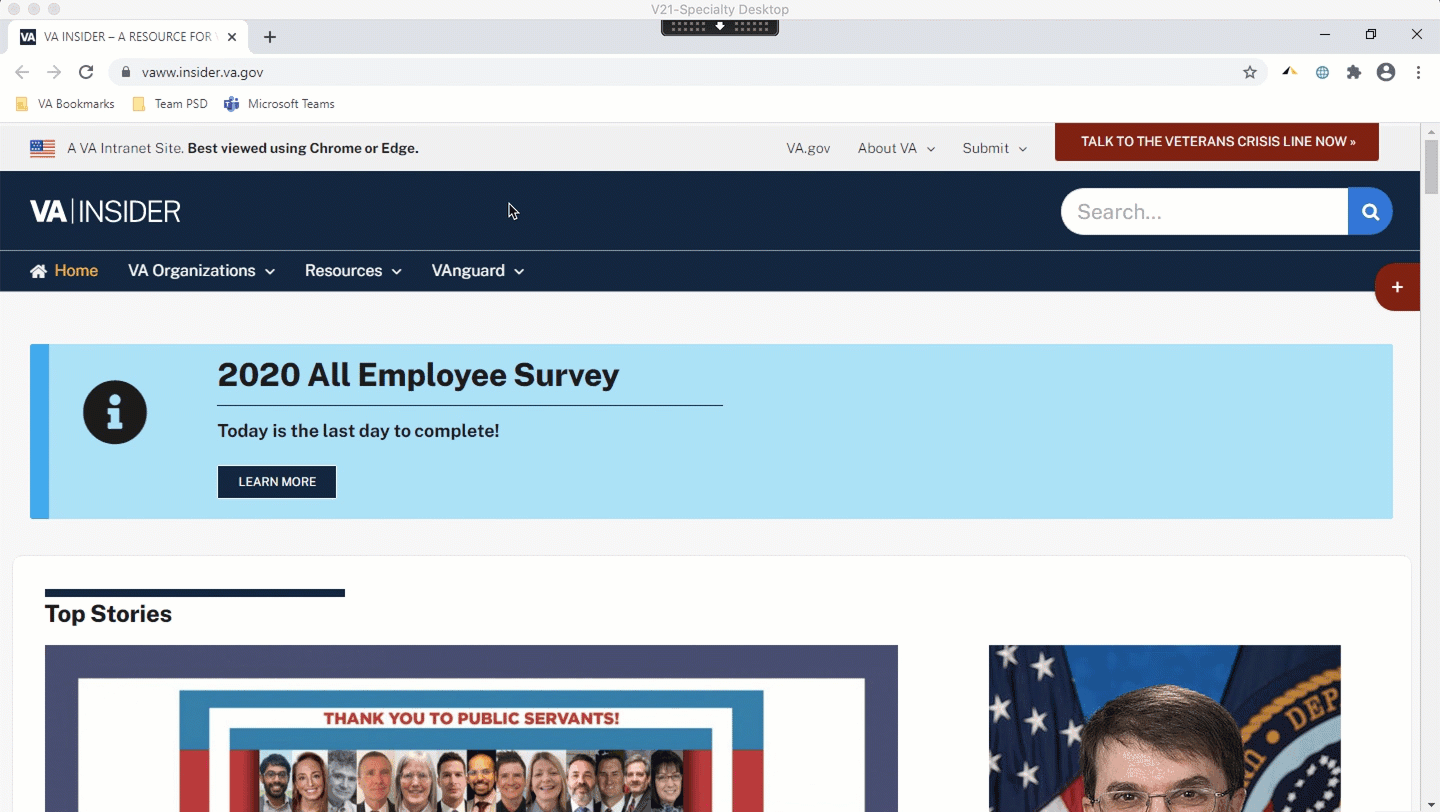 V21-Specialty Desktop
VA VA INSIDER – A RESOURCE FOR
vaww.insider.va.gov
VA Bookmarks Team PSD Microsoft Teams
A VA Intranet Site. Best viewed using Chrome or Edge. VA.gov About VA Submit TALK TO THE VETERANS CRISIS LINE NOW »
VA|INSIDER Search...
Home VA Organizations Resources VAnguard
+
2020 All Employee Survey
Today is the last day to complete!
LEARN MORE
Top Stories
THANK YOU TO PUBLIC SERVANTS!
DEP